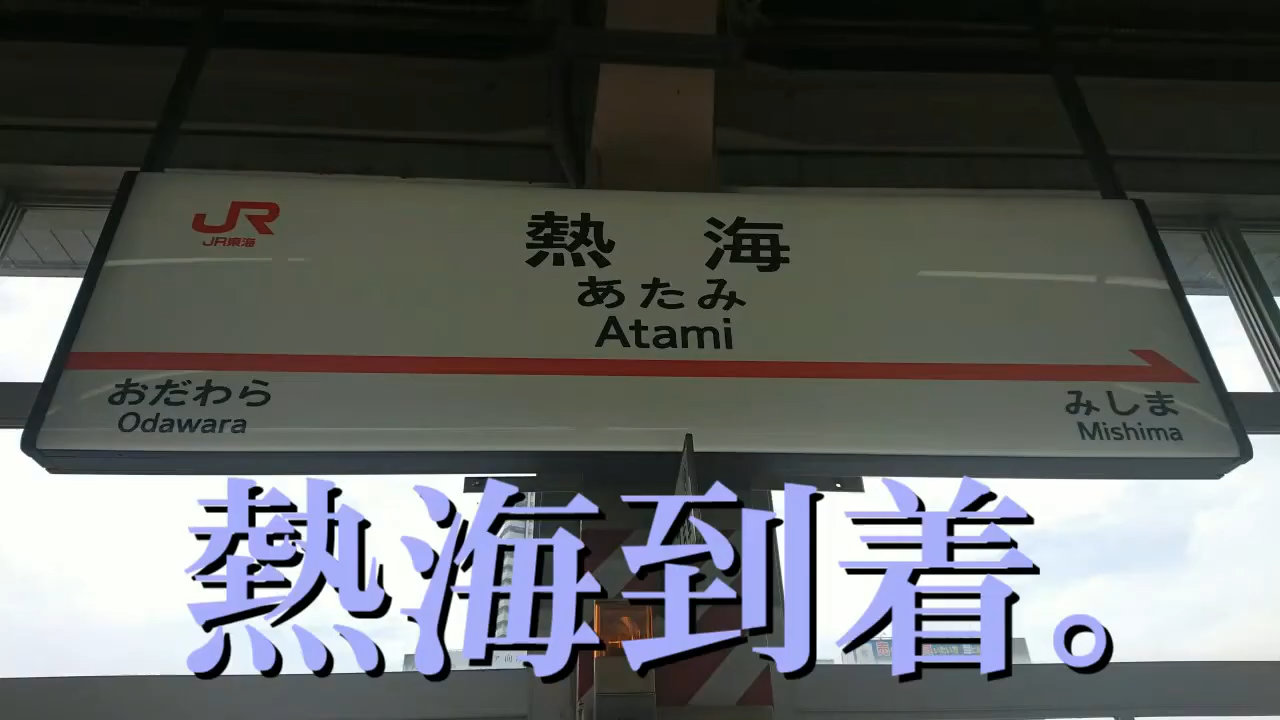 JR
JR東海
熱 海
あたみ
Atami
おだわら
Odawara
みしま
Mishima
熱海到着。